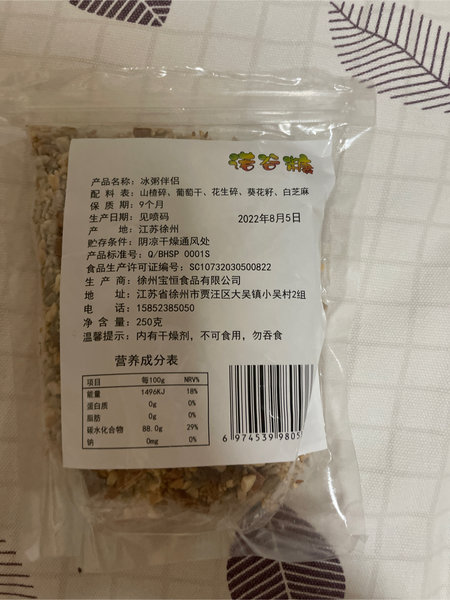 诺谷糠
产品名称：冰粥伴侣
配 料 表：山楂碎、葡萄干、花生碎、葵花籽、白芝麻
保 质 期：9个月
生产日期：见喷码 2022年8月5日
产 地：江苏徐州
贮存条件：阴凉干燥通风处
产品标准号：Q/BHSP 0001S
食品生产许可证编号：SC10732030500822
生 产 商：徐州宝恒食品有限公司
地 址：江苏省徐州市贾汪区大吴镇小吴村2组
电 话：15852385050
净 含 量：250克
温馨提示：内有干燥剂，不可食用，勿吞食
营养成分表
项目 每100g NRV%
能量 1496KJ 18%
蛋白质 0g 0%
脂肪 0g 0%
碳水化合物 88.0g 29%
钠 0mg 0%
6 974539 9805